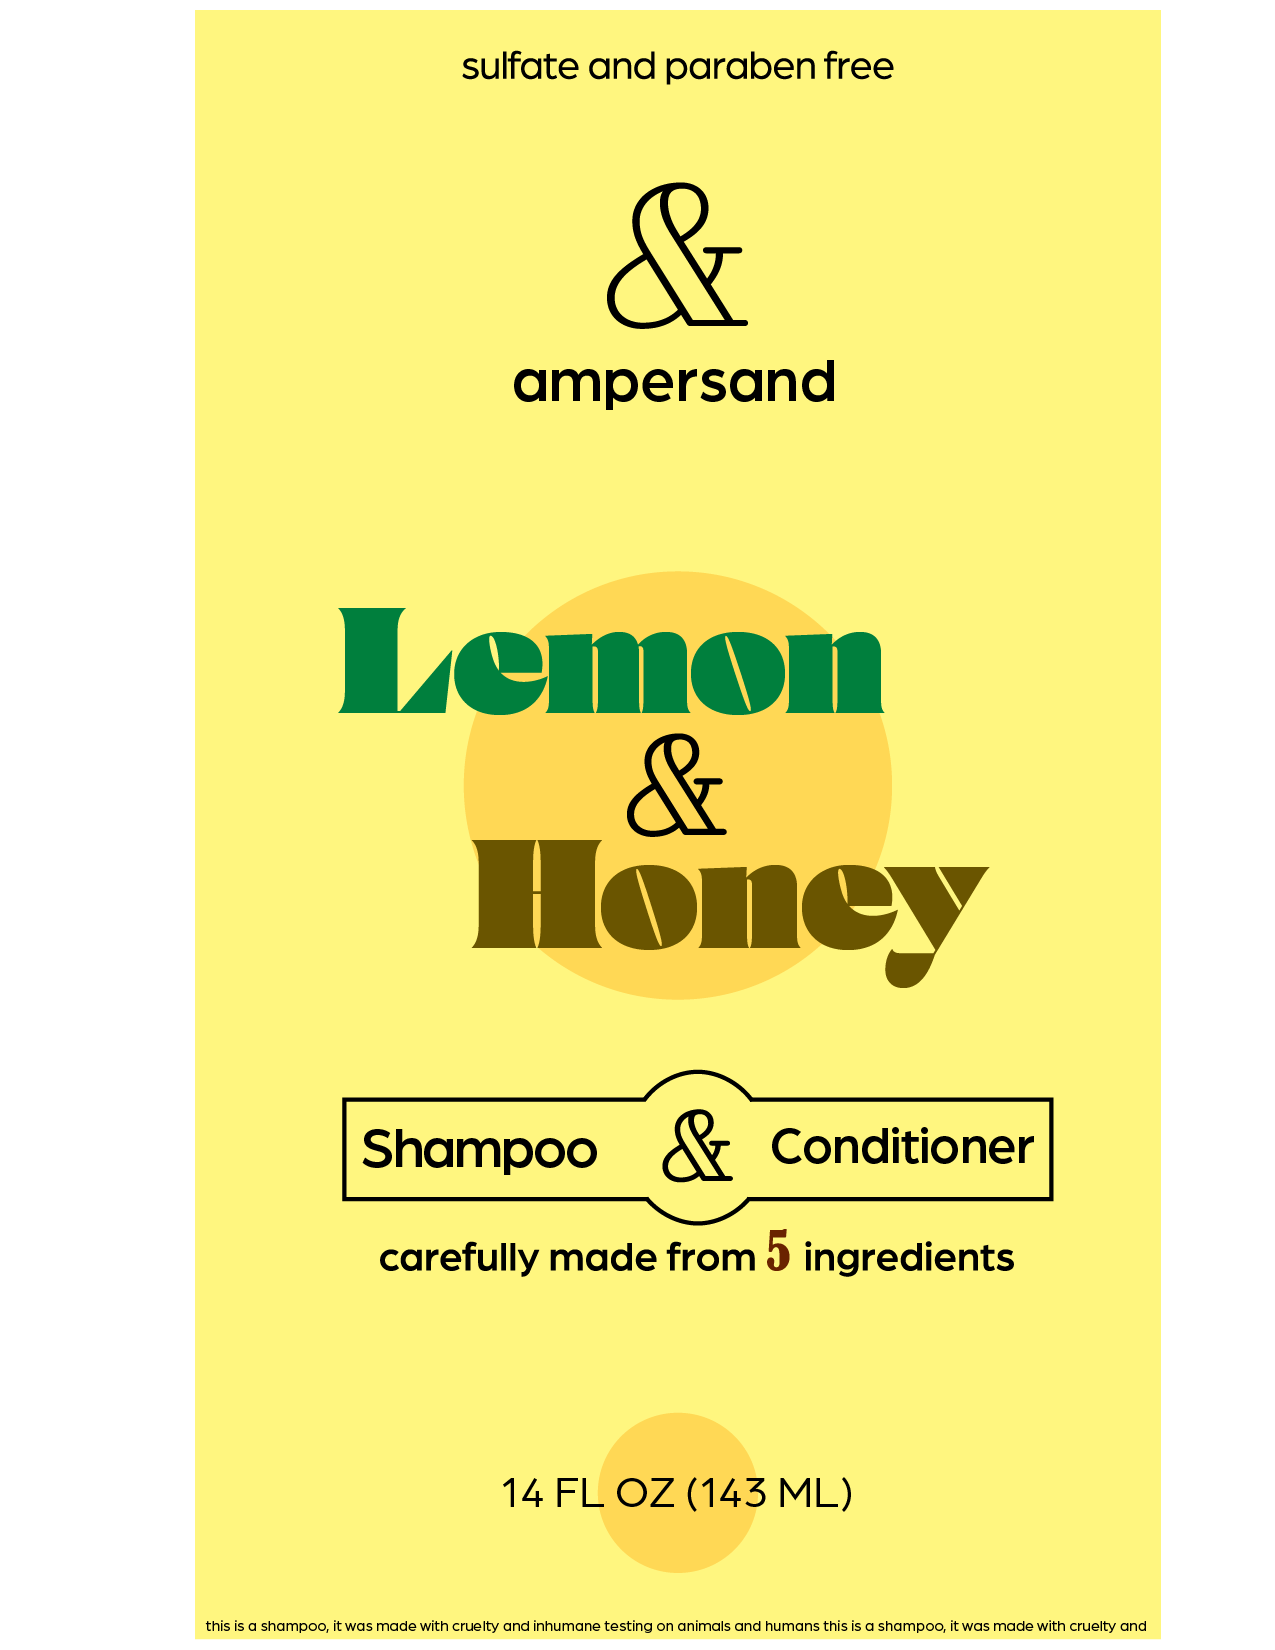 sulfate and paraben free
&
ampersand
Lemon
&
Honey
Shampoo & Conditioner
carefully made from 5 ingredients
14 FL OZ (143 ML)
this is a shampoo, it was made with cruelty and inhumane testing on animals and humans this is a shampoo, it was made with cruelty and